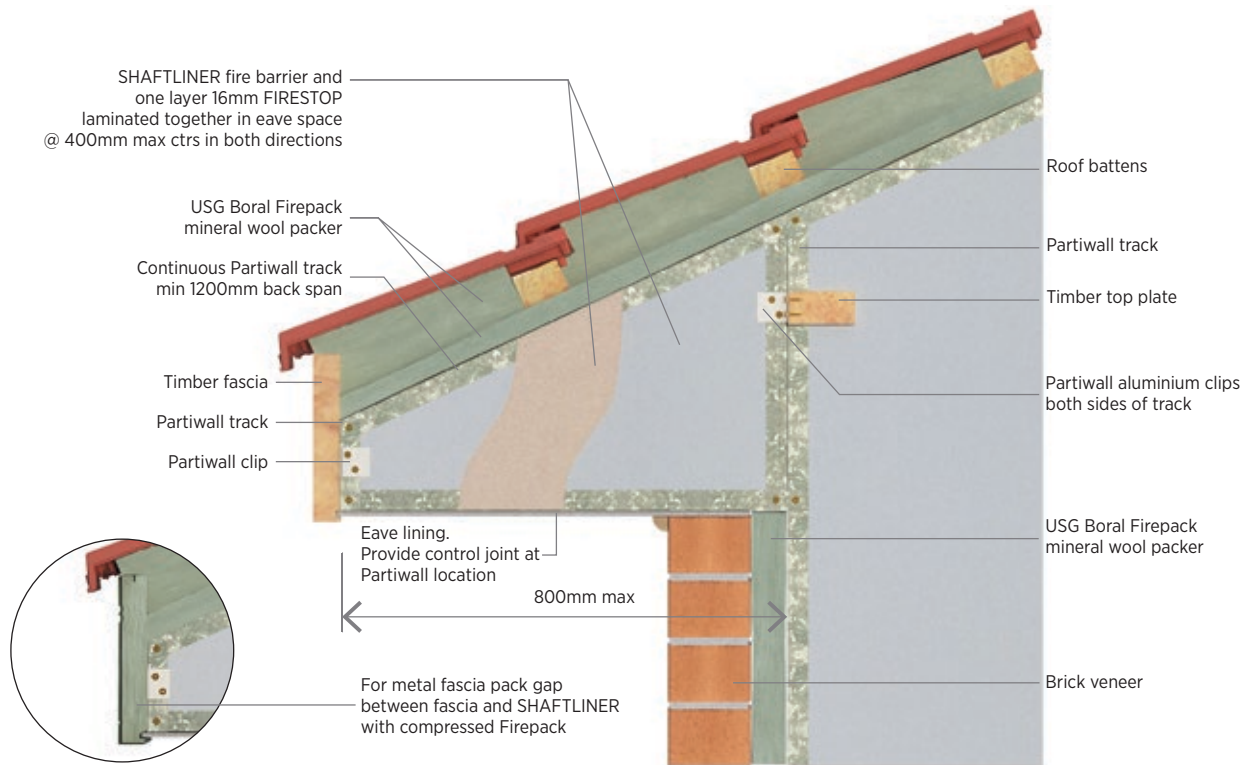 SHAFTLINER fire barrier and
one layer 16mm FIRESTOP
laminated together in eave space
@ 400mm max ctrs in both directions
USG Boral Firepack
mineral wool packer
Continuous Partiwall track
min 1200mm back span
Timber fascia
Partiwall track
Partiwall clip
Roof battens
Partiwall track
Timber top plate
Partiwall aluminium clips
both sides of track
USG Boral Firepack
mineral wool packer
Brick veneer
Eave lining.
Provide control joint at
Partiwall location
800mm max
For metal fascia pack gap
between fascia and SHAFTLINER
with compressed Firepack